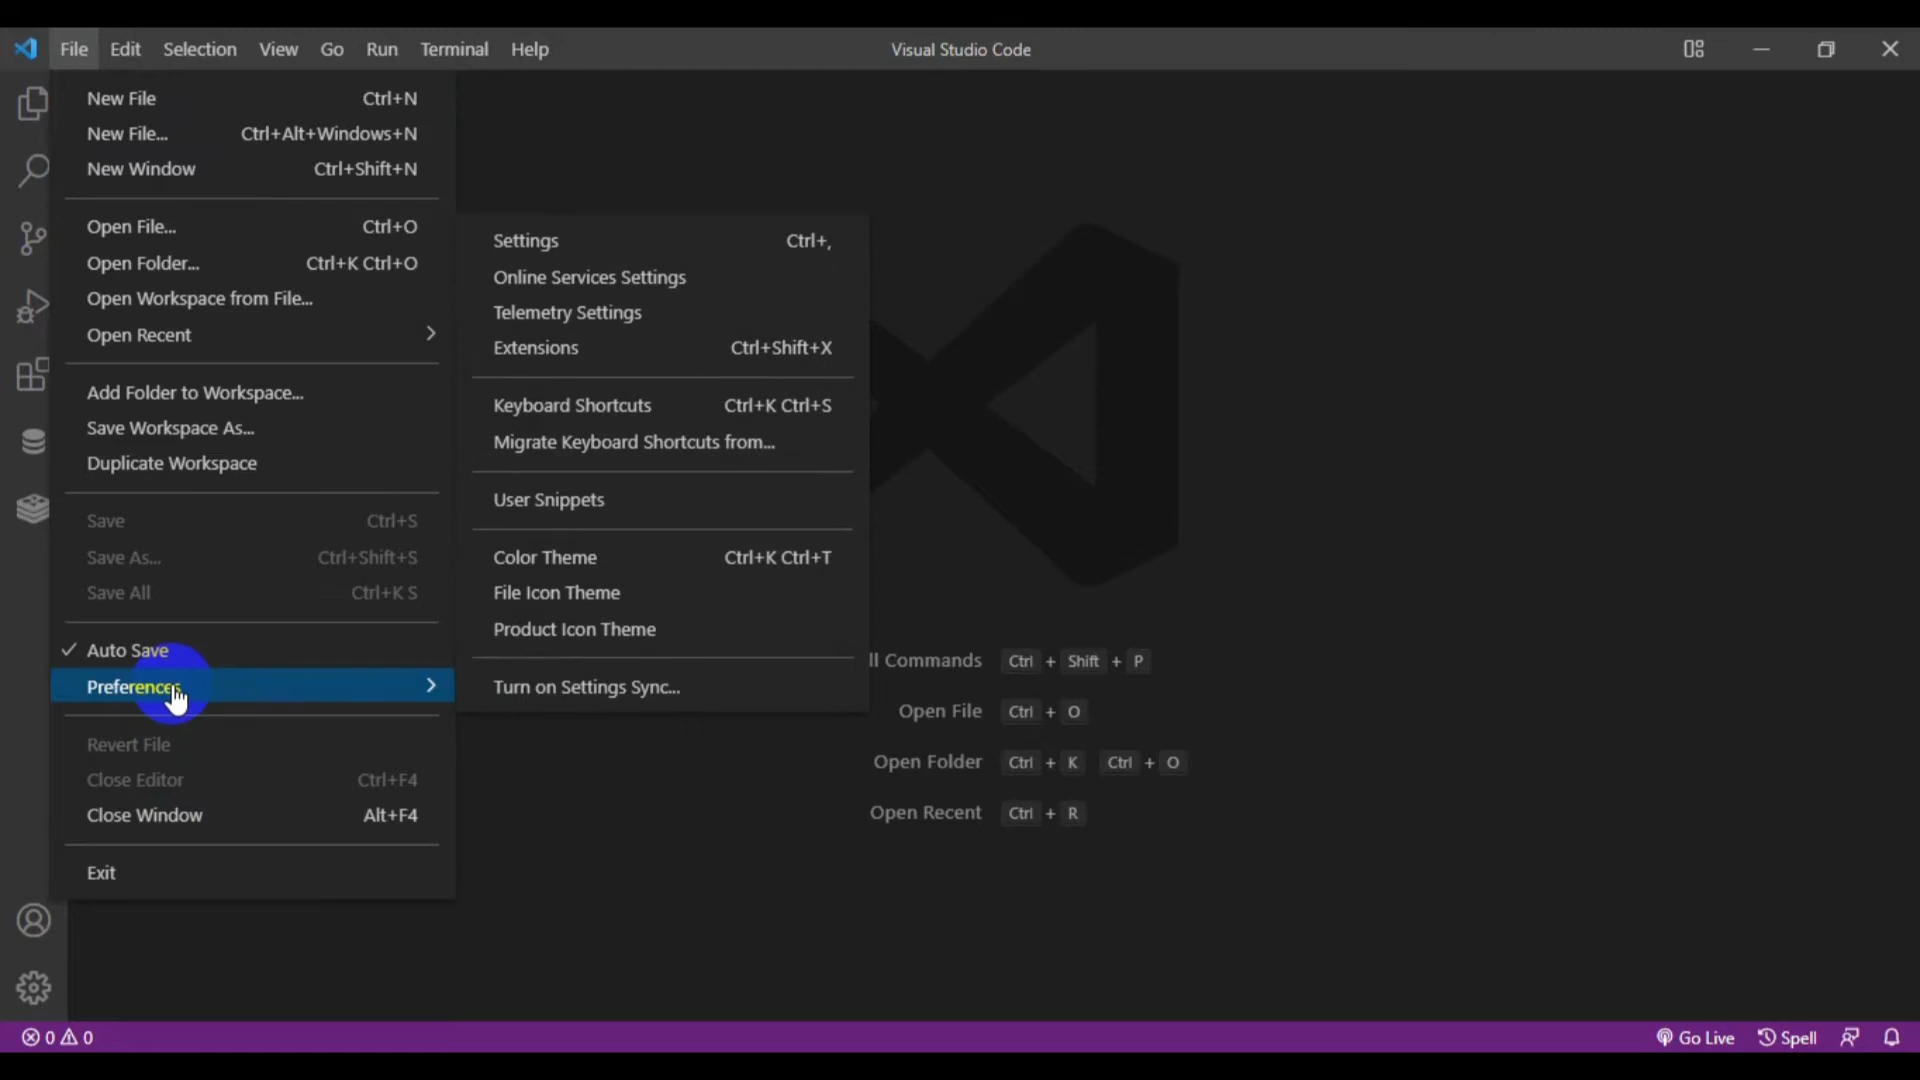 File Edit Selection View Go Run Terminal Help Visual Studio Code
New File Ctrl+N
New File... Ctrl+Alt+Windows+N
New Window Ctrl+Shift+N
Open File... Ctrl+O
Open Folder... Ctrl+K Ctrl+O
Open Workspace from File...
Open Recent
Add Folder to Workspace...
Save Workspace As...
Duplicate Workspace
Save Ctrl+S
Save As... Ctrl+Shift+S
Save All Ctrl+K S
Auto Save
Preferences
Revert File
Close Editor Ctrl+F4
Close Window Alt+F4
Exit
Settings Ctrl+,
Online Services Settings
Telemetry Settings
Extensions Ctrl+Shift+X
Keyboard Shortcuts Ctrl+K Ctrl+S
Migrate Keyboard Shortcuts from...
User Snippets
Color Theme Ctrl+K Ctrl+T
File Icon Theme
Product Icon Theme
Turn on Settings Sync...
ll Commands Ctrl + Shift + P
Open File Ctrl + O
Open Folder Ctrl + K Ctrl + O
Open Recent Ctrl + R
0 0 Go Live Spell